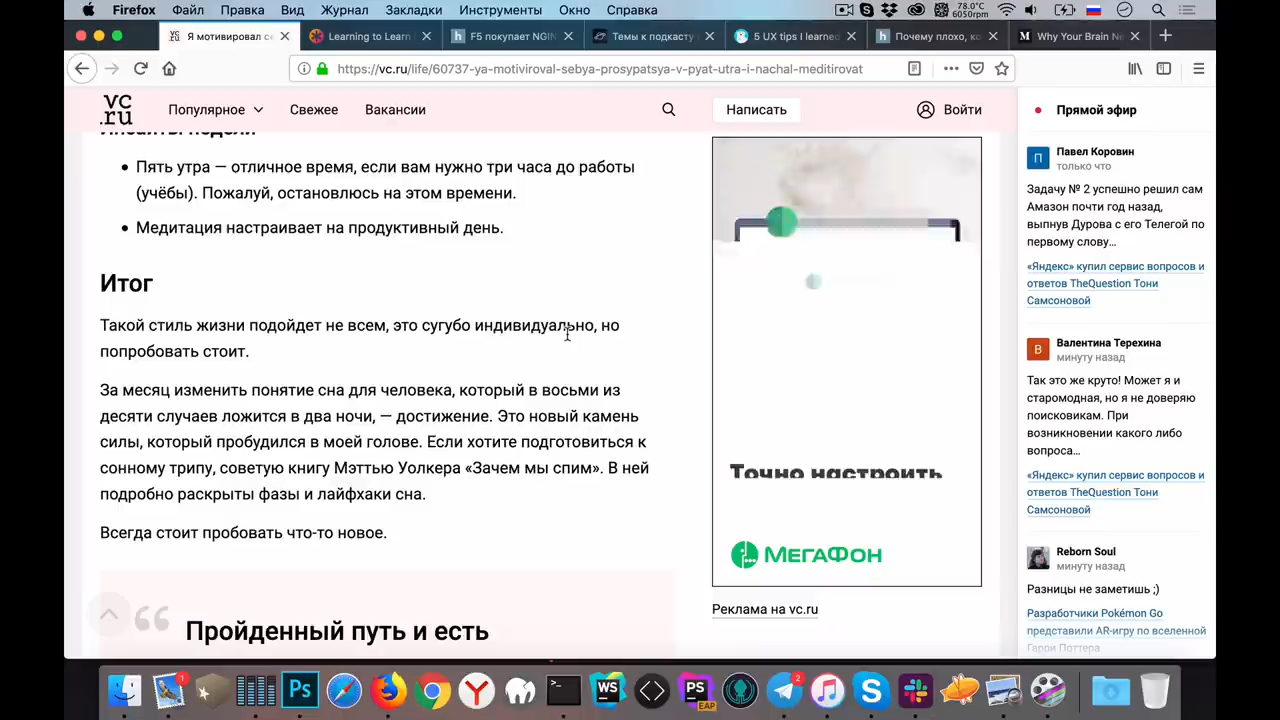 Firefox Файл Правка Вид Журнал Закладки Инструменты Окно Справка
78.0°C
6050rpm
Я мотивировал се
Learning to Learn
F5 покупает NGIN
Темы к подкасту
5 UX tips I learned
Почему плохо, ко
Why Your Brain Ne
https://vc.ru/life/60737-ya-motiviroval-sebya-prosypatsya-v-pyat-utra-i-nachal-meditirovat
vc
.ru
Популярное
Свежее
Вакансии
Написать
Войти
Инсайты недели
Пять утра — отличное время, если вам нужно три часа до работы
(учёбы). Пожалуй, остановлюсь на этом времени.
Медитация настраивает на продуктивный день.
Итог
Такой стиль жизни подойдет не всем, это сугубо индивидуально, но
попробовать стоит.
За месяц изменить понятие сна для человека, который в восьми из
десяти случаев ложится в два ночи, — достижение. Это новый камень
силы, который пробудился в моей голове. Если хотите подготовиться к
сонному трипу, советую книгу Мэттью Уолкера «Зачем мы спим». В ней
подробно раскрыты фазы и лайфхаки сна.
Всегда стоит пробовать что-то новое.
Пройденный путь и есть
Точно настроить
МЕГАФОН
Реклама на vc.ru
Прямой эфир
П
Павел Коровин
только что
Задачу № 2 успешно решил сам
Амазон почти год назад,
выпнув Дурова с его Телегой по
первому слову…
«Яндекс» купил сервис вопросов и
ответов TheQuestion Тони
Самсоновой
В
Валентина Терехина
минуту назад
Так это же круто! Может я и
старомодная, но я не доверяю
поисковикам. При
возникновении какого либо
вопроса…
«Яндекс» купил сервис вопросов и
ответов TheQuestion Тони
Самсоновой
Reborn Soul
минуту назад
Разницы не заметишь ;)
Разработчики Pokémon Go
представили AR-игру по вселенной
Гарри Поттера
1
Ps
WS
PS
EAP
2